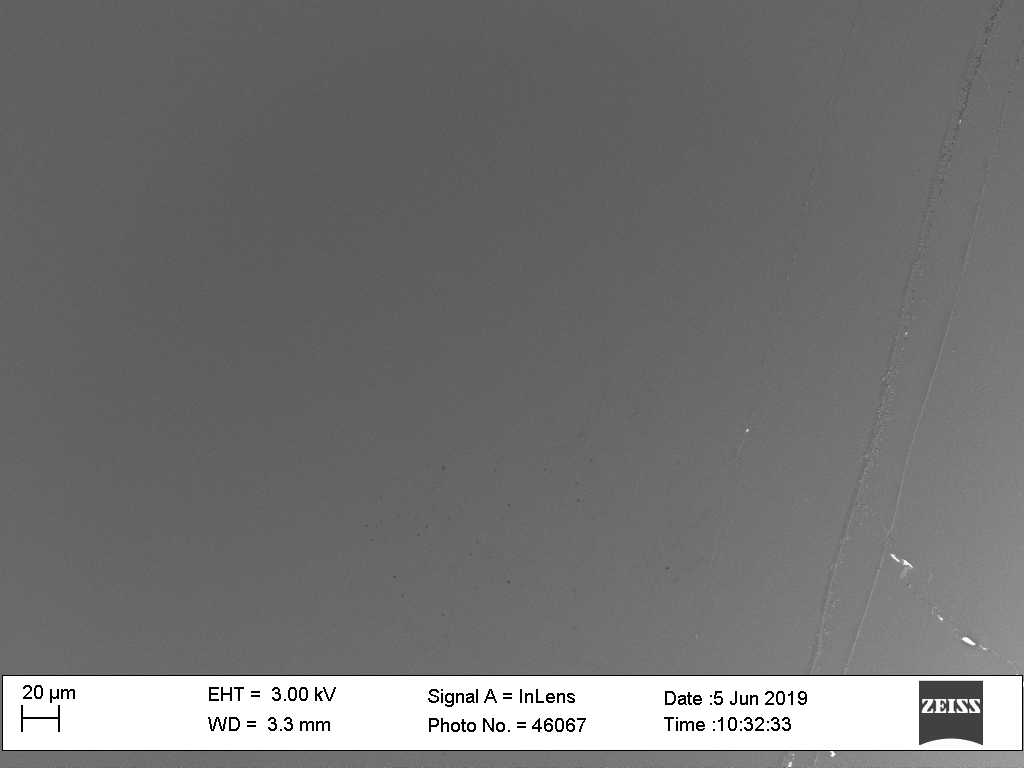 20 µm
EHT = 3.00 kV
Signal A = InLens
Date :5 Jun 2019
WD = 3.3 mm
Photo No. = 46067
Time :10:32:33
ZEISS